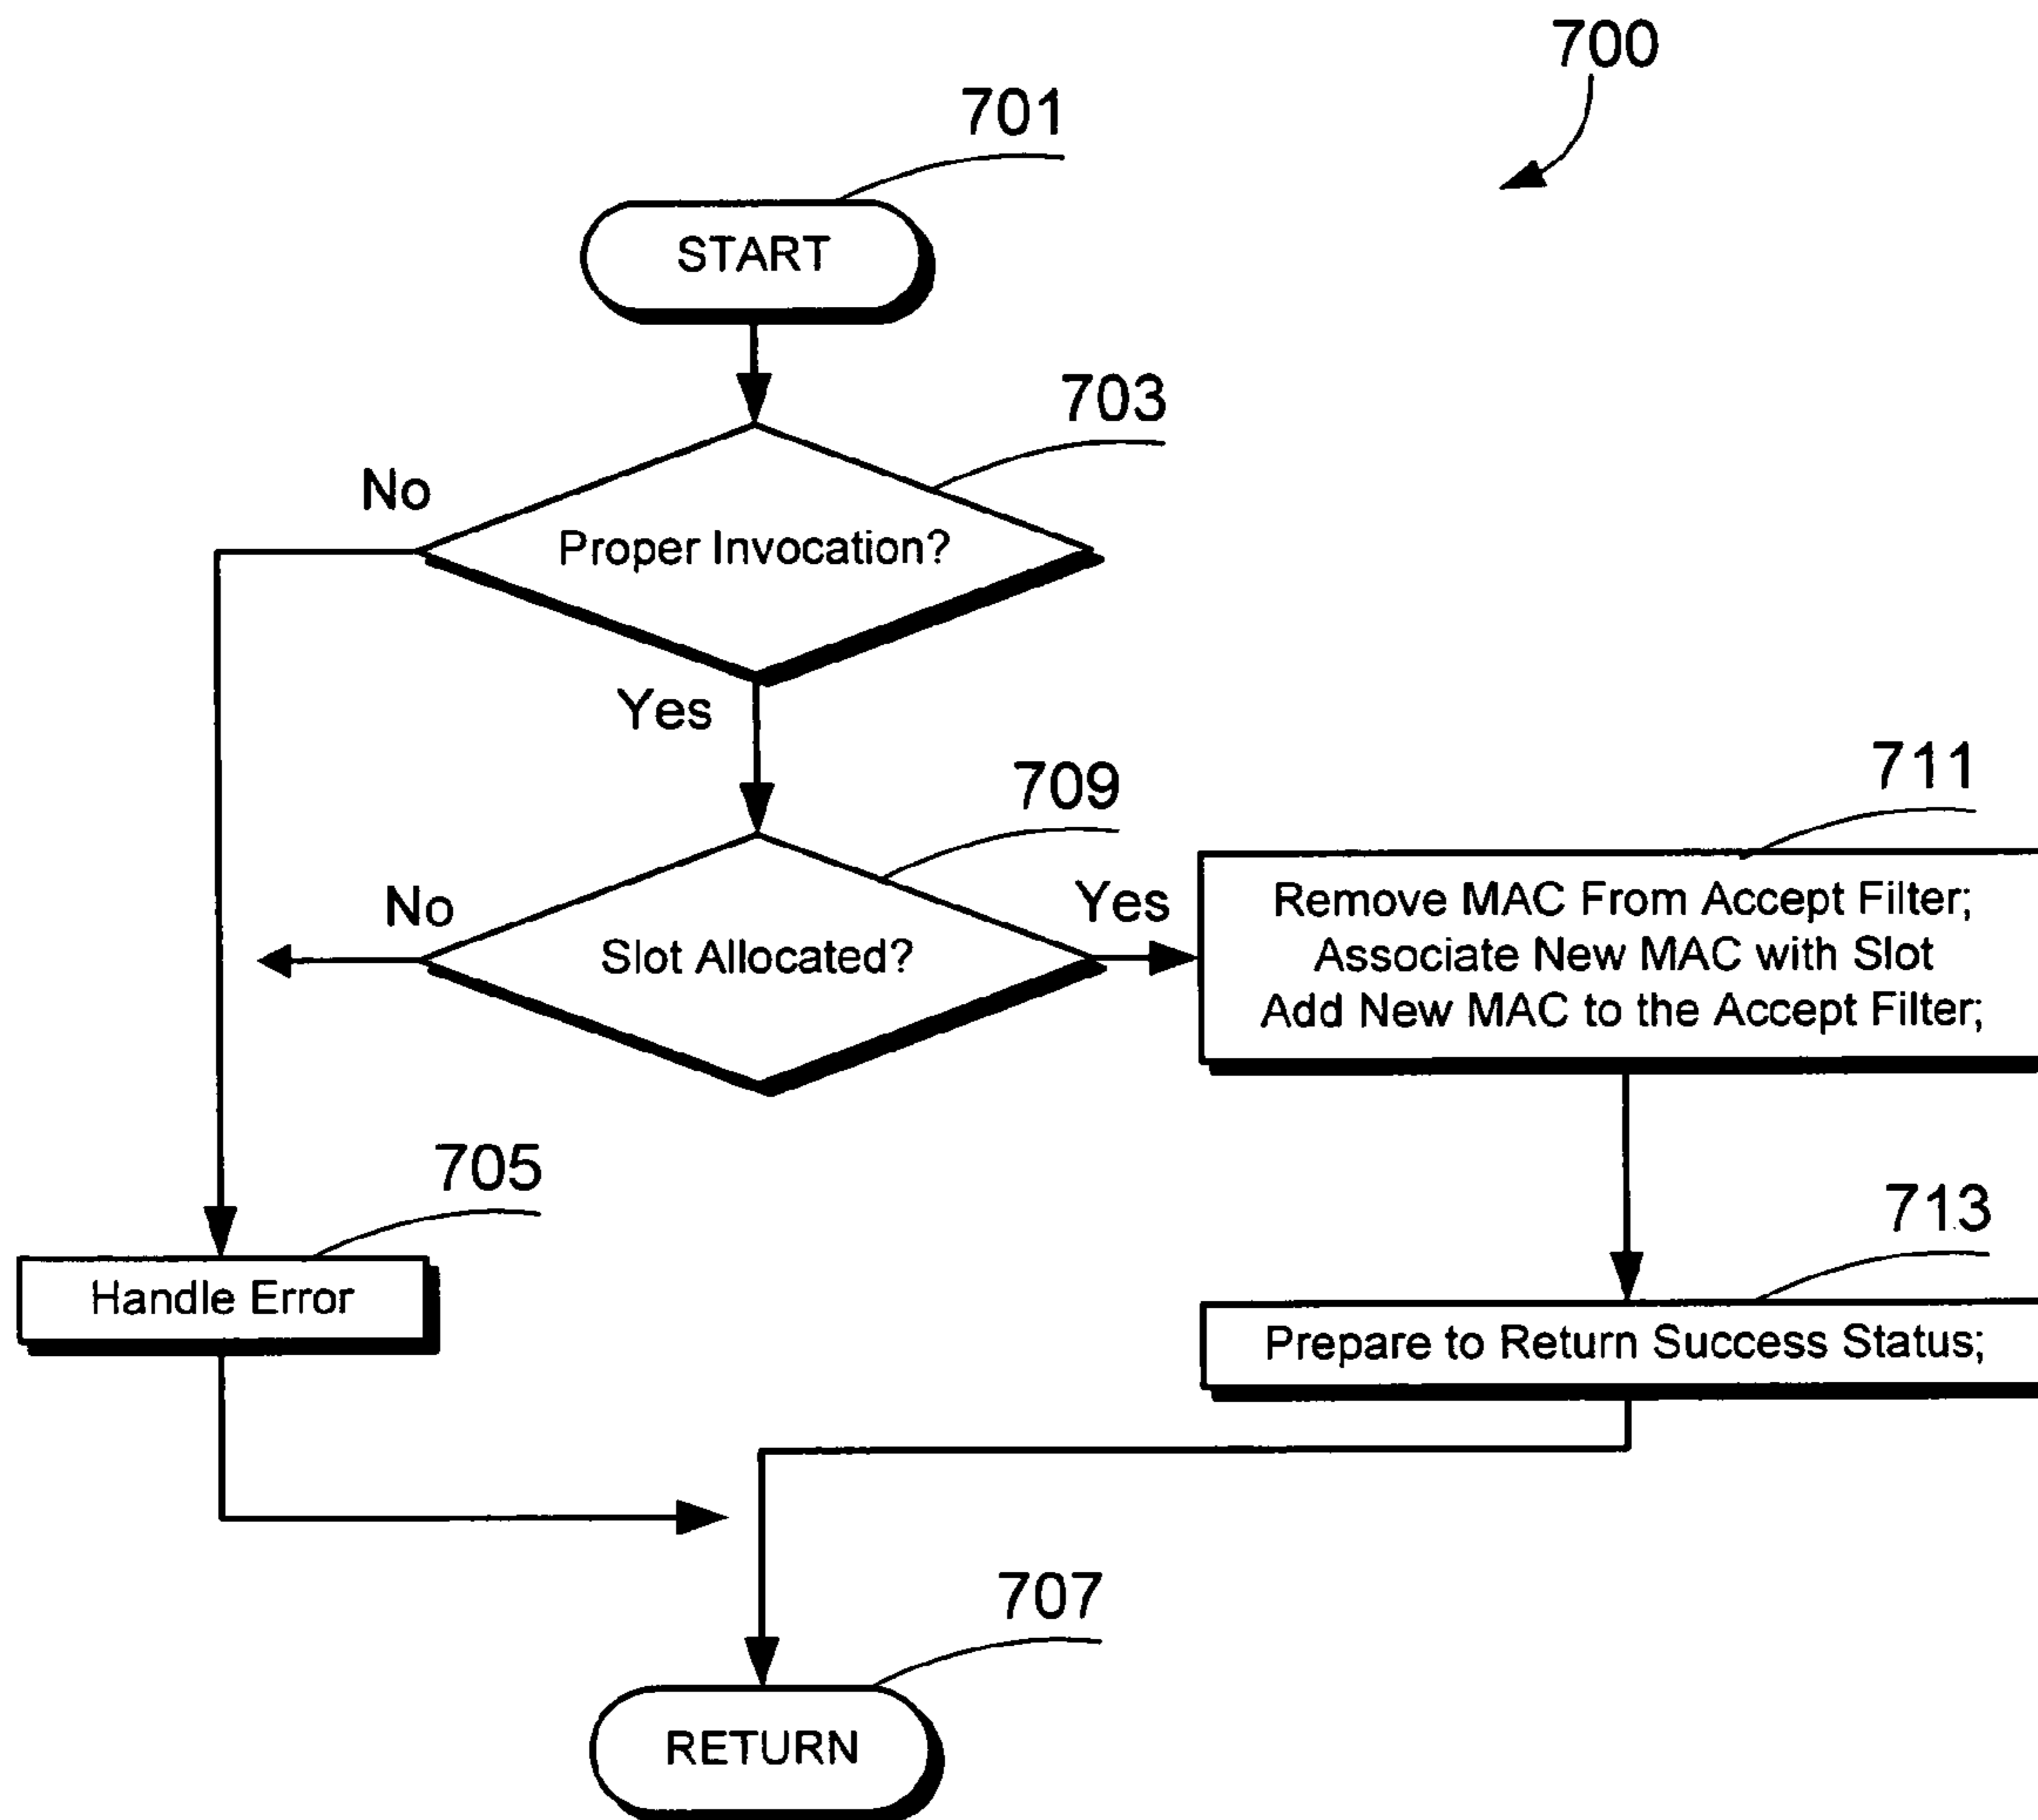 700
701
START
703
No
Proper Invocation?
Yes
709
711
No
Yes
Slot Allocated?
Remove MAC From Accept Filter;
Associate New MAC with Slot
Add New MAC to the Accept Filter;
705
713
Handle Error
Prepare to Return Success Status;
707
RETURN